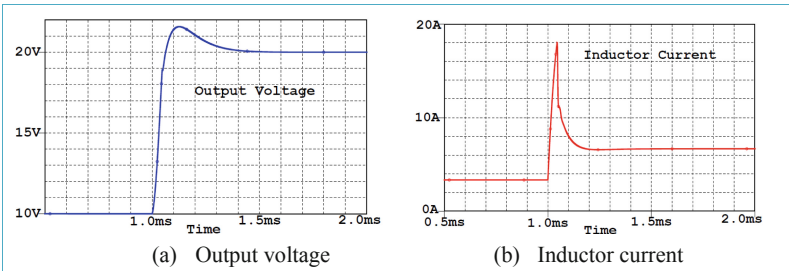 20V
15V
10V
Output Voltage
1.0ms
1.5ms
2.0ms
Time
(a) Output voltage
20A
10A
0A
Inductor Current
0.5ms
1.0ms
1.5ms
2.0ms
Time
(b) Inductor current